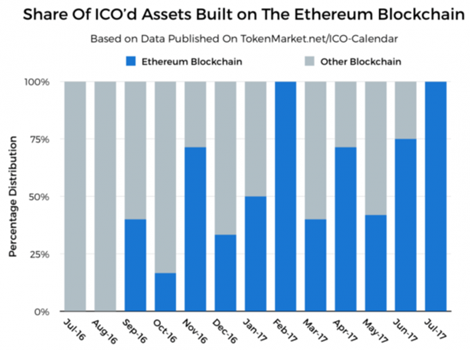 Share Of ICO'd Assets Built on The Ethereum Blockchain
Based on Data Published On TokenMarket.net/ICO-Calendar
Ethereum Blockchain
Other Blockchain
Percentage Distribution
100%
75%
50%
25%
0%
Jul-16
Aug-16
Sep-16
Oct-16
Nov-16
Dec-16
Jan-17
Feb-17
Mar-17
Apr-17
May-17
Jun-17
Jul-17